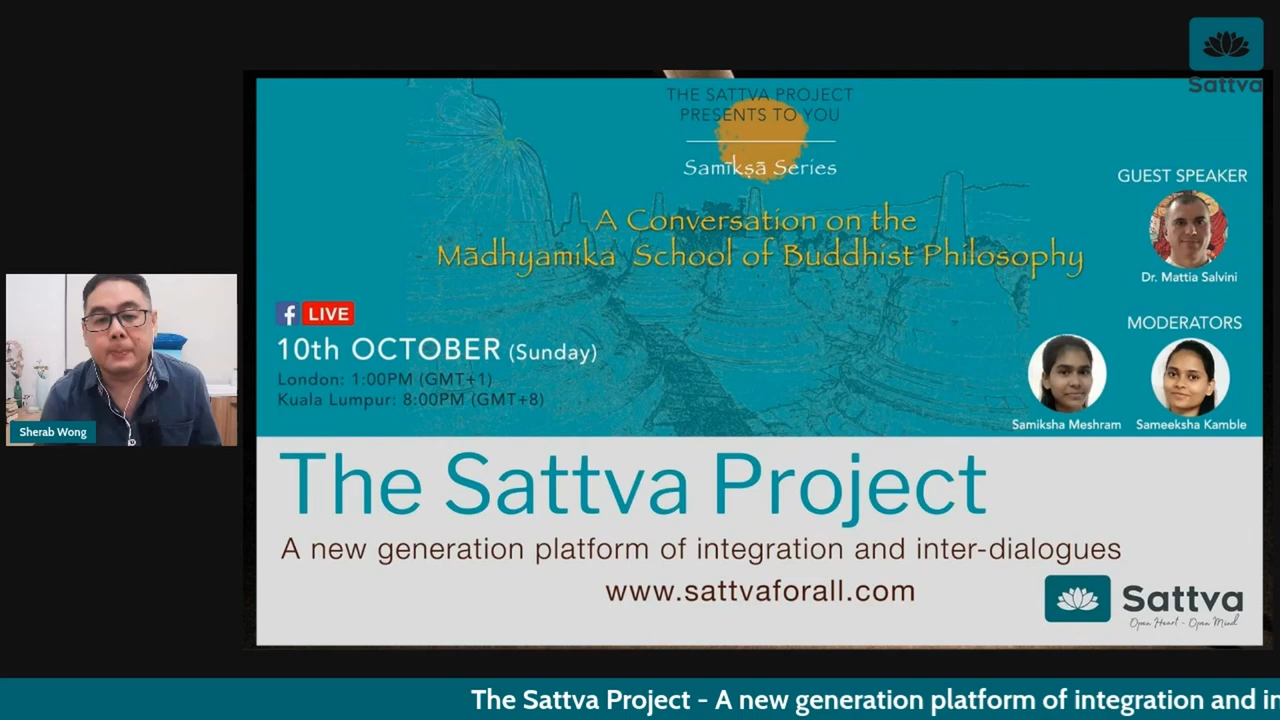 Sattva
THE SATTVA PROJECT
PRESENTS TO YOU
Samīkṣā Series
A Conversation on the
Mādhyamika School of Buddhist Philosophy
GUEST SPEAKER
Dr. Mattia Salvini
MODERATORS
Samiksha Meshram
Sameeksha Kamble
f LIVE
10th OCTOBER (Sunday)
London: 1:00PM (GMT+1)
Kuala Lumpur: 8:00PM (GMT+8)
Sherab Wong
The Sattva Project
A new generation platform of integration and inter-dialogues
www.sattvaforall.com
Sattva
Open Heart - Open Mind
The Sattva Project - A new generation platform of integration and in